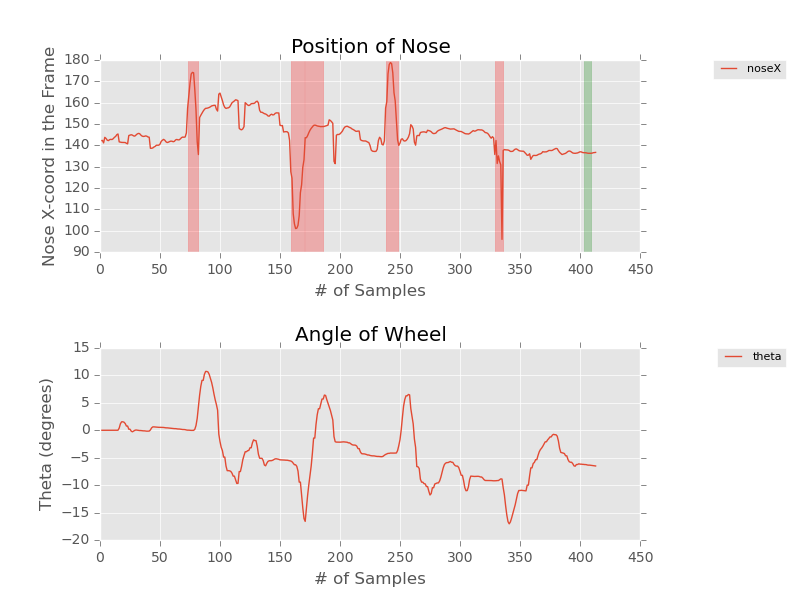 Position of Nose
Nose X-coord in the Frame
180
170
160
150
140
130
120
110
100
90
0 50 100 150 200 250 300 350 400 450
# of Samples
noseX
Angle of Wheel
Theta (degrees)
15
10
5
0
−5
−10
−15
−20
0 50 100 150 200 250 300 350 400 450
# of Samples
theta